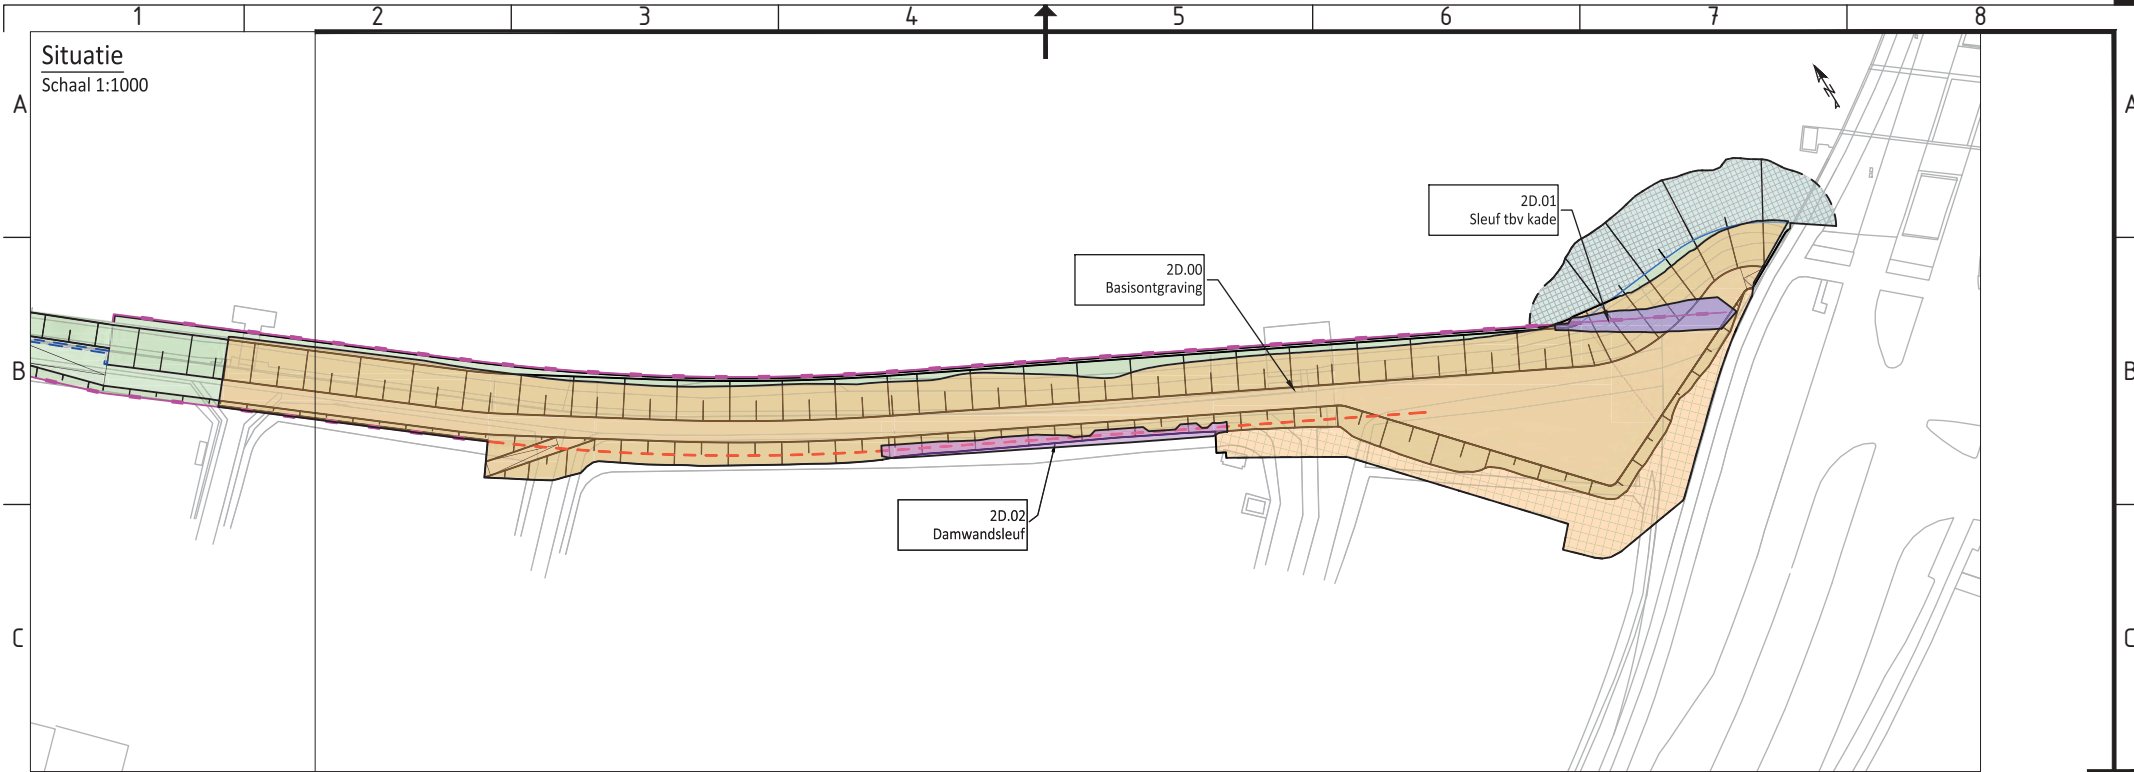 1 2 3 4 5 6 7 8
Situatie
Schaal 1:1000
A A
N
2D.01
Sleuf tbv kade
2D.00
Basisontgraving
B B
2D.02
Damwandsleuf
C C